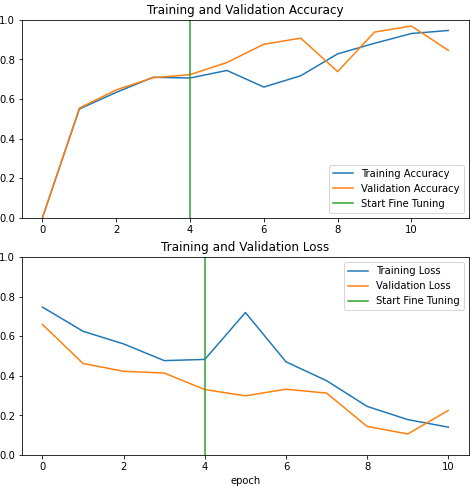 Training and Validation Accuracy
1.0
0.8
0.6
0.4
0.2
0.0
Training Accuracy
Validation Accuracy
Start Fine Tuning
0 2 4 6 8 10
Training and Validation Loss
1.0
0.8
0.6
0.4
0.2
0.0
Training Loss
Validation Loss
Start Fine Tuning
0 2 4 6 8 10
epoch